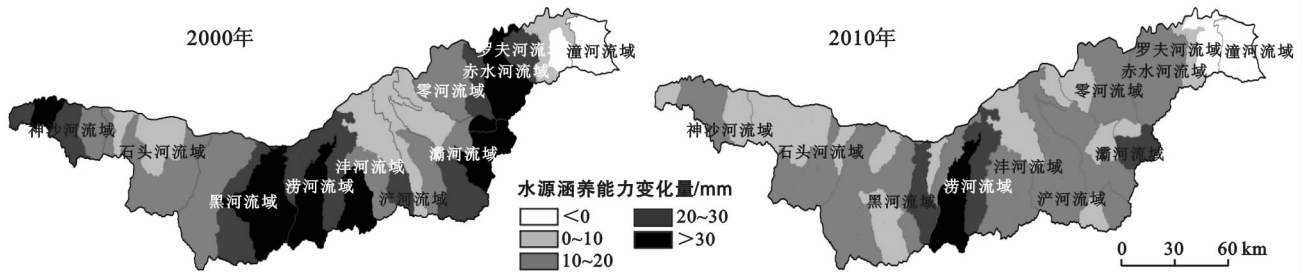 2000年
罗夫河流
潼河流域
赤水河流域
零河流域
神沙河流域
石头河流域
灞河流域
沣河流域
涝河流域
黑河流域
浐河流域
水源涵养能力变化量/mm
<0
20~30
0~10
>30
10~20
2010年
罗夫河流域
潼河流域
赤水河流域
零河流域
神沙河流域
石头河流域
灞河流域
沣河流域
涝河流域
黑河流域
浐河流域
0 30 60 km